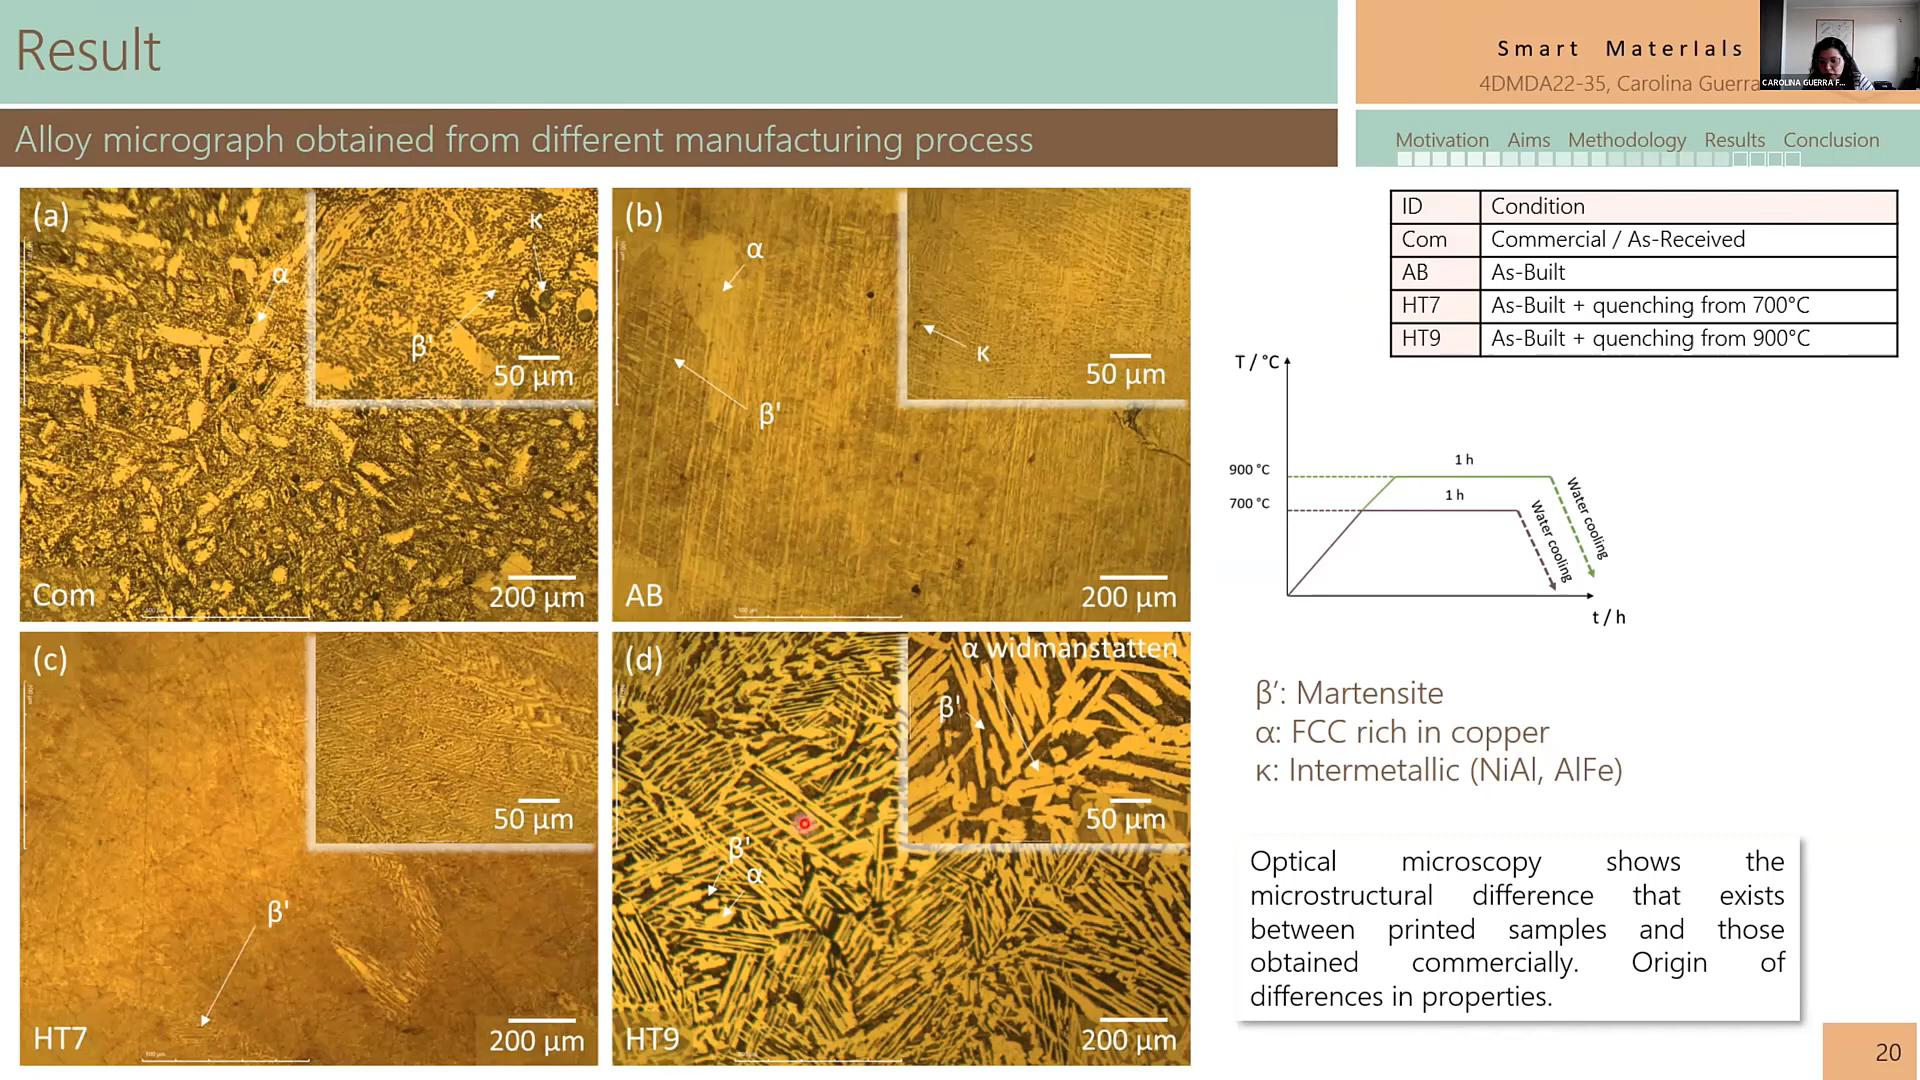 Result
Smart Materlals
4DMDA22-35, Carolina Guerra
CAROLINA GUERRA F...
Alloy micrograph obtained from different manufacturing process
Motivation Aims Methodology Results Conclusion
(a)
α
κ
β'
50 µm
Com
200 µm
(b)
α
κ
β'
50 µm
AB
200 µm
(c)
50 µm
β'
HT7
200 µm
(d)
α widmanstatten
β'
50 µm
β'
α
HT9
200 µm
ID Condition
Com Commercial / As-Received
AB As-Built
HT7 As-Built + quenching from 700°C
HT9 As-Built + quenching from 900°C
T / °C
900 °C
700 °C
1 h
1 h
Water cooling
Water cooling
t / h
β’: Martensite
α: FCC rich in copper
κ: Intermetallic (NiAl, AlFe)
Optical microscopy shows the
microstructural difference that exists
between printed samples and those
obtained commercially. Origin of
differences in properties.
20